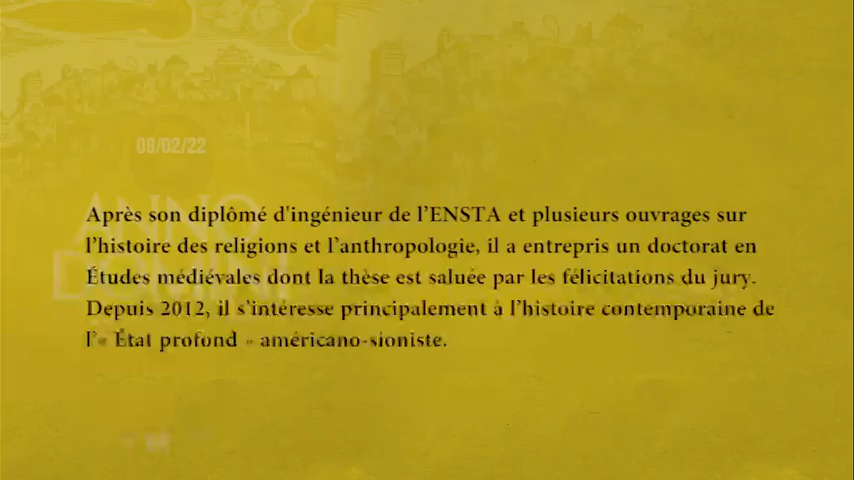 08/02/22
ANNO
Après son diplômé d'ingénieur de l'ENSTA et plusieurs ouvrages sur
l'histoire des religions et l'anthropologie, il a entrepris un doctorat en
Études médiévales dont la thèse est saluée par les félicitations du jury.
Depuis 2012, il s'intéresse principalement à l'histoire contemporaine de
l'« État profond » américano-sioniste.